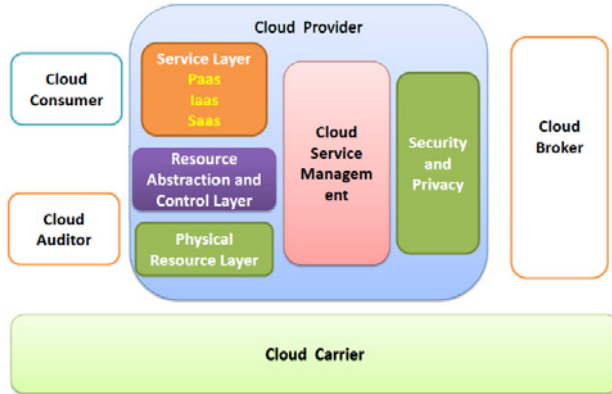 Cloud Provider
Cloud
Consumer
Cloud
Auditor
Service Layer
Paas
Iaas
Saas
Resource
Abstraction and
Control Layer
Physical
Resource Layer
Cloud
Service
Managem
ent
Security
and
Privacy
Cloud
Broker
Cloud Carrier